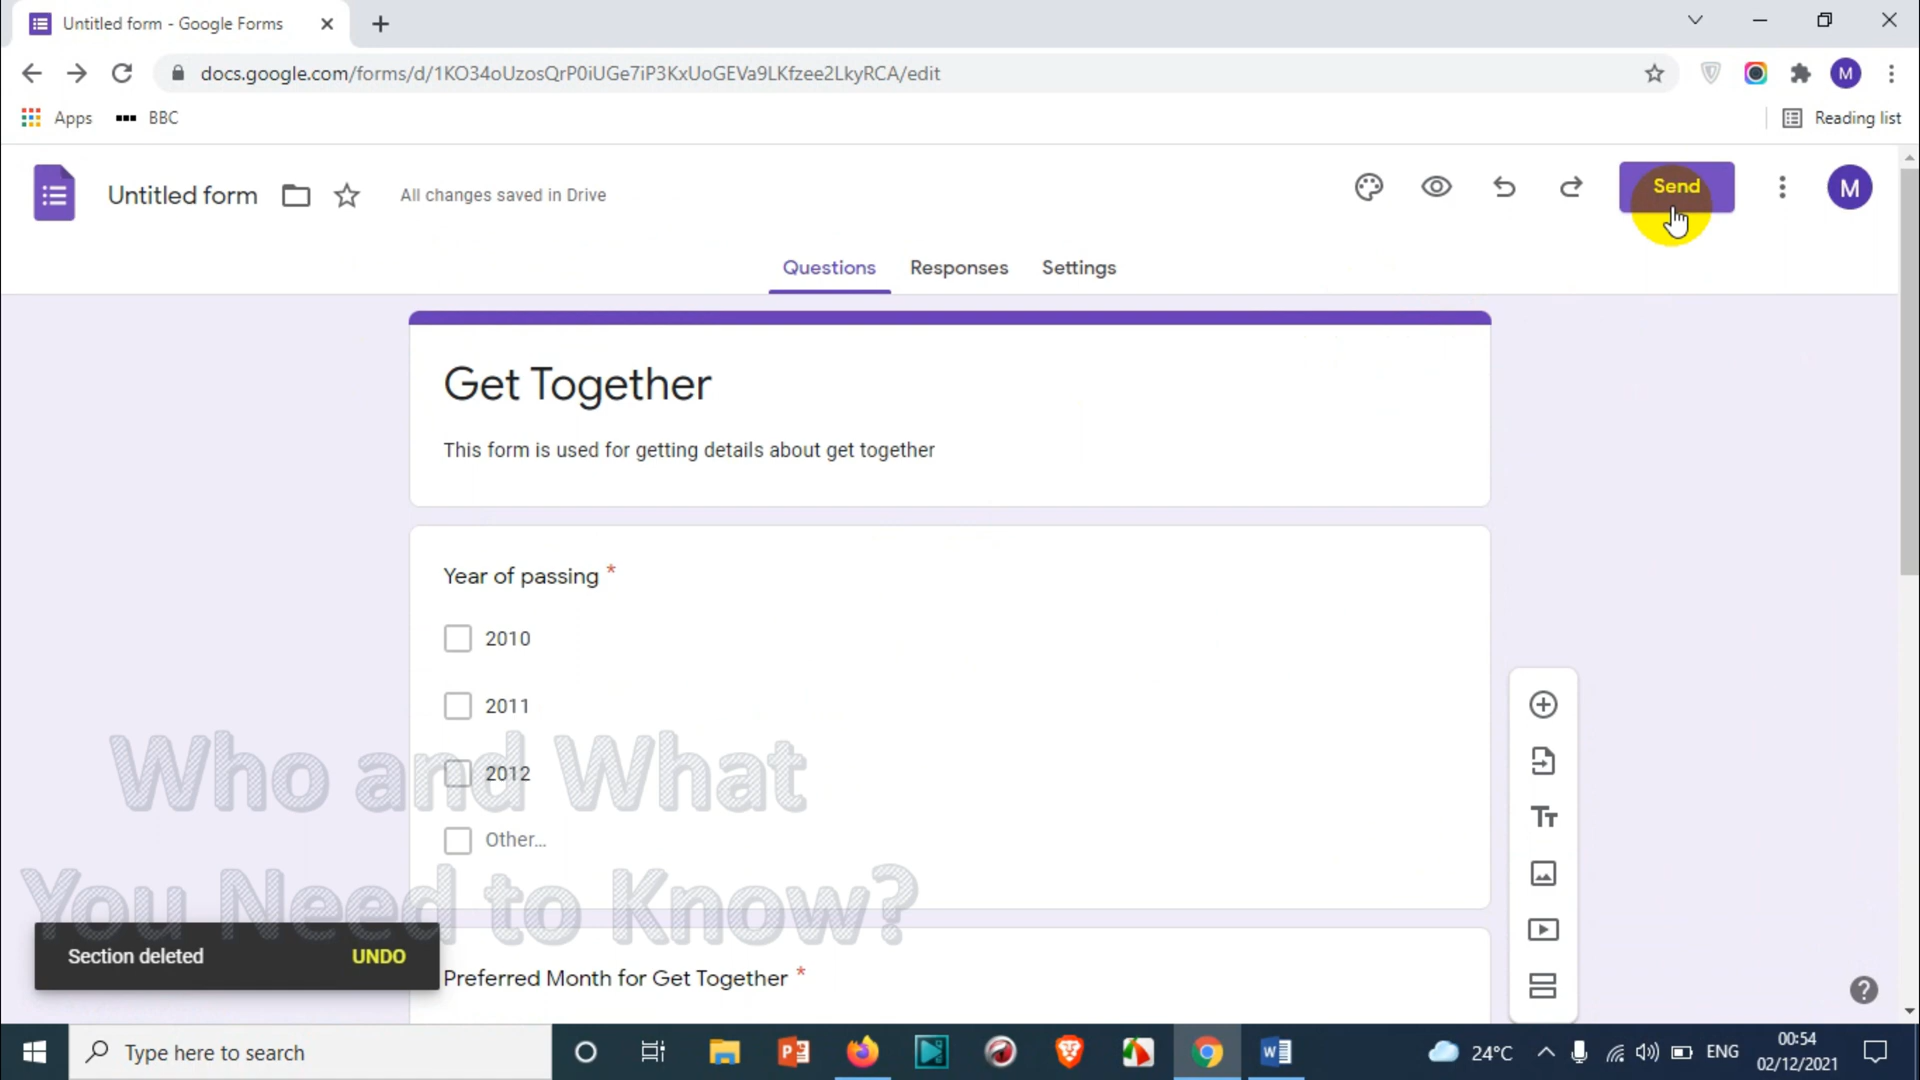 Untitled form - Google Forms
docs.google.com/forms/d/1KO34oUzosQrP0iUGe7iP3KxUoGEVa9LKfzee2LkyRCA/edit
M
Apps
BBC
Reading list
Untitled form
All changes saved in Drive
Send
M
Questions
Responses
Settings
Get Together
This form is used for getting details about get together
Year of passing *
2010
2011
2012
Other...
Who and What
You Need to Know?
Section deleted
UNDO
Preferred Month for Get Together *
Type here to search
24°C
ENG
00:54
02/12/2021